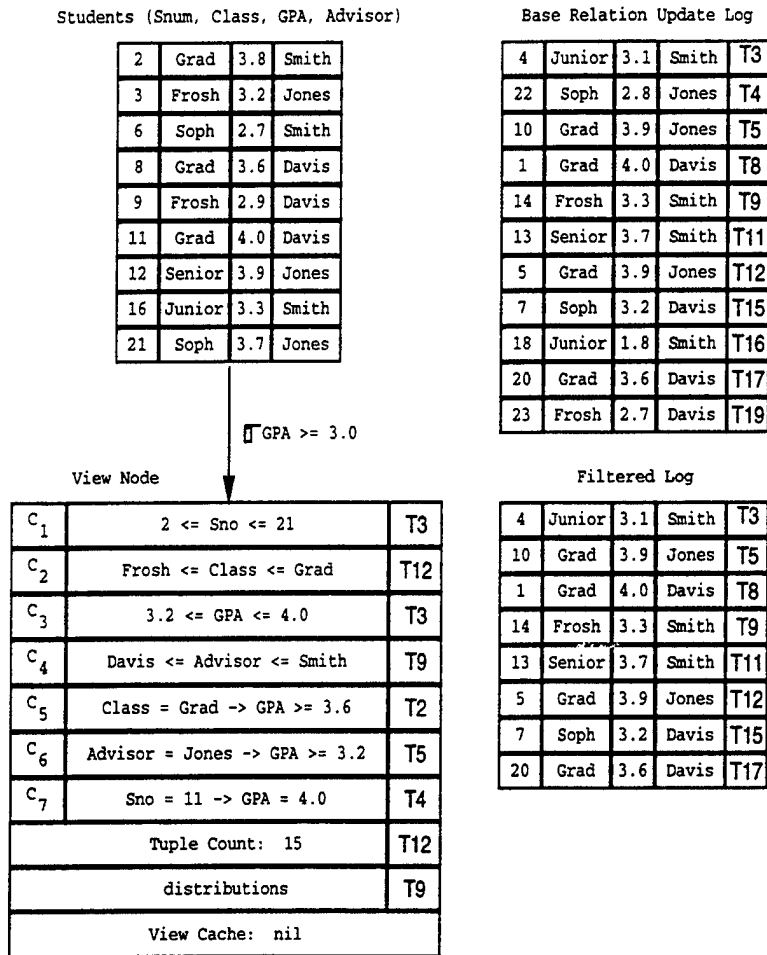 Students (Snum, Class, GPA, Advisor)
2 Grad 3.8 Smith
3 Frosh 3.2 Jones
6 Soph 2.7 Smith
8 Grad 3.6 Davis
9 Frosh 2.9 Davis
11 Grad 4.0 Davis
12 Senior 3.9 Jones
16 Junior 3.3 Smith
21 Soph 3.7 Jones
GPA >= 3.0
View Node
C1 2 <= Sno <= 21 T3
C2 Frosh <= Class <= Grad T12
C3 3.2 <= GPA <= 4.0 T3
C4 Davis <= Advisor <= Smith T9
C5 Class = Grad -> GPA >= 3.6 T2
C6 Advisor = Jones -> GPA >= 3.2 T5
C7 Sno = 11 -> GPA = 4.0 T4
Tuple Count: 15 T12
distributions T9
View Cache: nil
Base Relation Update Log
4 Junior 3.1 Smith T3
22 Soph 2.8 Jones T4
10 Grad 3.9 Jones T5
1 Grad 4.0 Davis T8
14 Frosh 3.3 Smith T9
13 Senior 3.7 Smith T11
5 Grad 3.9 Jones T12
7 Soph 3.2 Davis T15
18 Junior 1.8 Smith T16
20 Grad 3.6 Davis T17
23 Frosh 2.7 Davis T19
Filtered Log
4 Junior 3.1 Smith T3
10 Grad 3.9 Jones T5
1 Grad 4.0 Davis T8
14 Frosh 3.3 Smith T9
13 Senior 3.7 Smith T11
5 Grad 3.9 Jones T12
7 Soph 3.2 Davis T15
20 Grad 3.6 Davis T17